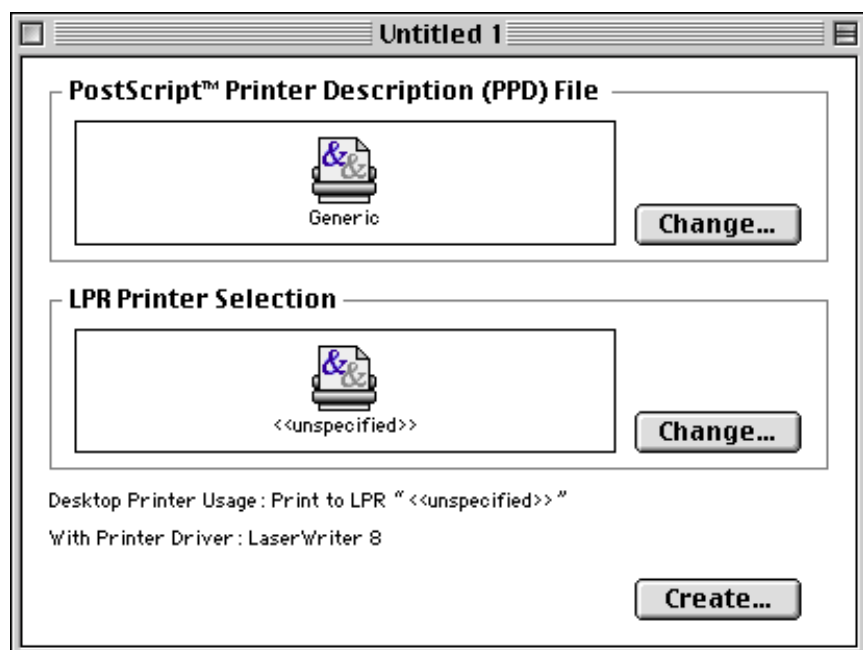 Untitled 1
PostScript™ Printer Description (PPD) File
&&
Generic
Change...
LPR Printer Selection
&&
<<unspecified>>
Change...
Desktop Printer Usage : Print to LPR “<<unspecified>>”
With Printer Driver : LaserWriter 8
Create...